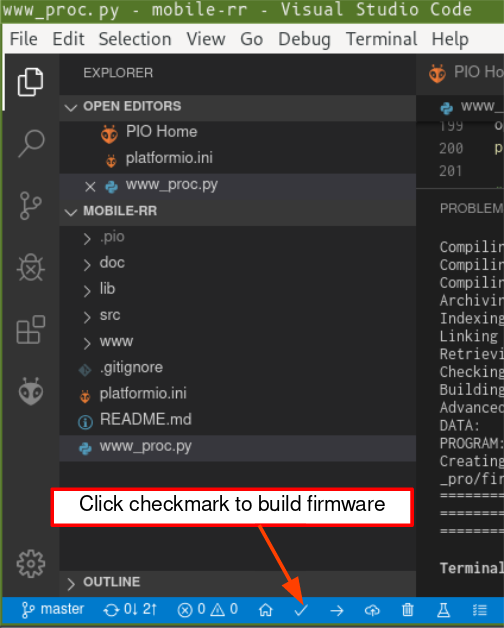 www_proc.py - mobile-rr - Visual Studio Code
File Edit Selection View Go Debug Terminal Help
EXPLORER
OPEN EDITORS
PIO Home
platformio.ini
www_proc.py
MOBILE-RR
.pio
doc
lib
src
www
.gitignore
platformio.ini
README.md
www_proc.py
OUTLINE
PIO Ho
www_
199 o
200 p
201
PROBLEM
Compilin
Compilin
Compilin
Archivin
Indexing
Linking
Retrievi
Checking
Building
Advanced
DATA:
PROGRAM:
Creating
_pro/fir
========
========
========
Terminal
Click checkmark to build firmware
master 0↓ 2↑ 0 0